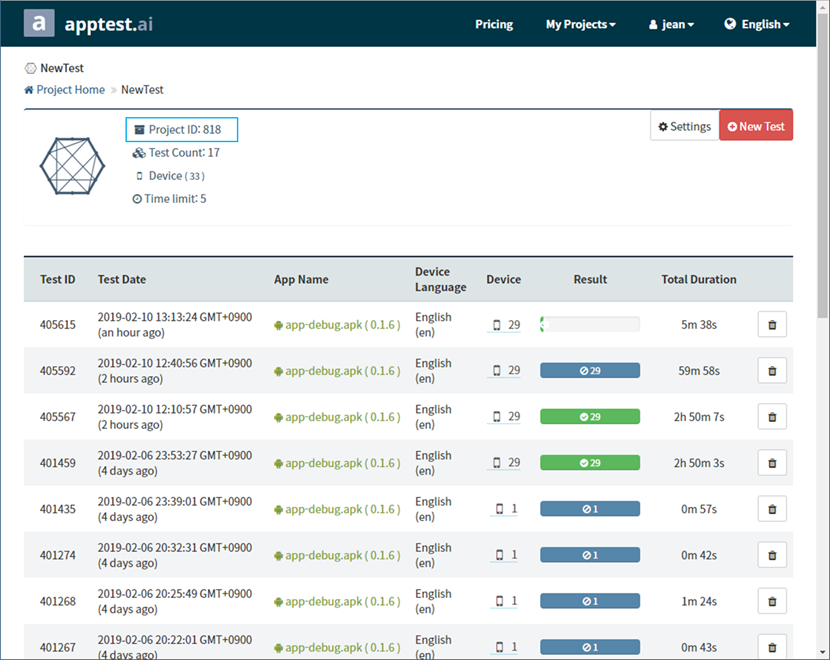 a apptest.ai Pricing My Projects jean English
NewTest
Project Home » NewTest
Project ID: 818
Settings New Test
Test Count: 17
Device ( 33 )
Time limit: 5
Test ID Test Date App Name Device Language Device Result Total Duration
405615 2019-02-10 13:13:24 GMT+0900 (an hour ago) app-debug.apk ( 0.1.6 ) English (en) 29 5m 38s
405592 2019-02-10 12:40:56 GMT+0900 (2 hours ago) app-debug.apk ( 0.1.6 ) English (en) 29 29 59m 58s
405567 2019-02-10 12:10:57 GMT+0900 (2 hours ago) app-debug.apk ( 0.1.6 ) English (en) 29 29 2h 50m 7s
401459 2019-02-06 23:53:27 GMT+0900 (4 days ago) app-debug.apk ( 0.1.6 ) English (en) 29 29 2h 50m 3s
401435 2019-02-06 23:39:01 GMT+0900 (4 days ago) app-debug.apk ( 0.1.6 ) English (en) 1 1 0m 57s
401274 2019-02-06 20:32:31 GMT+0900 (4 days ago) app-debug.apk ( 0.1.6 ) English (en) 1 1 0m 42s
401268 2019-02-06 20:25:49 GMT+0900 (4 days ago) app-debug.apk ( 0.1.6 ) English (en) 1 1 1m 24s
401267 2019-02-06 20:22:01 GMT+0900 (4 days ago) app-debug.apk ( 0.1.6 ) English (en) 1 1 0m 43s